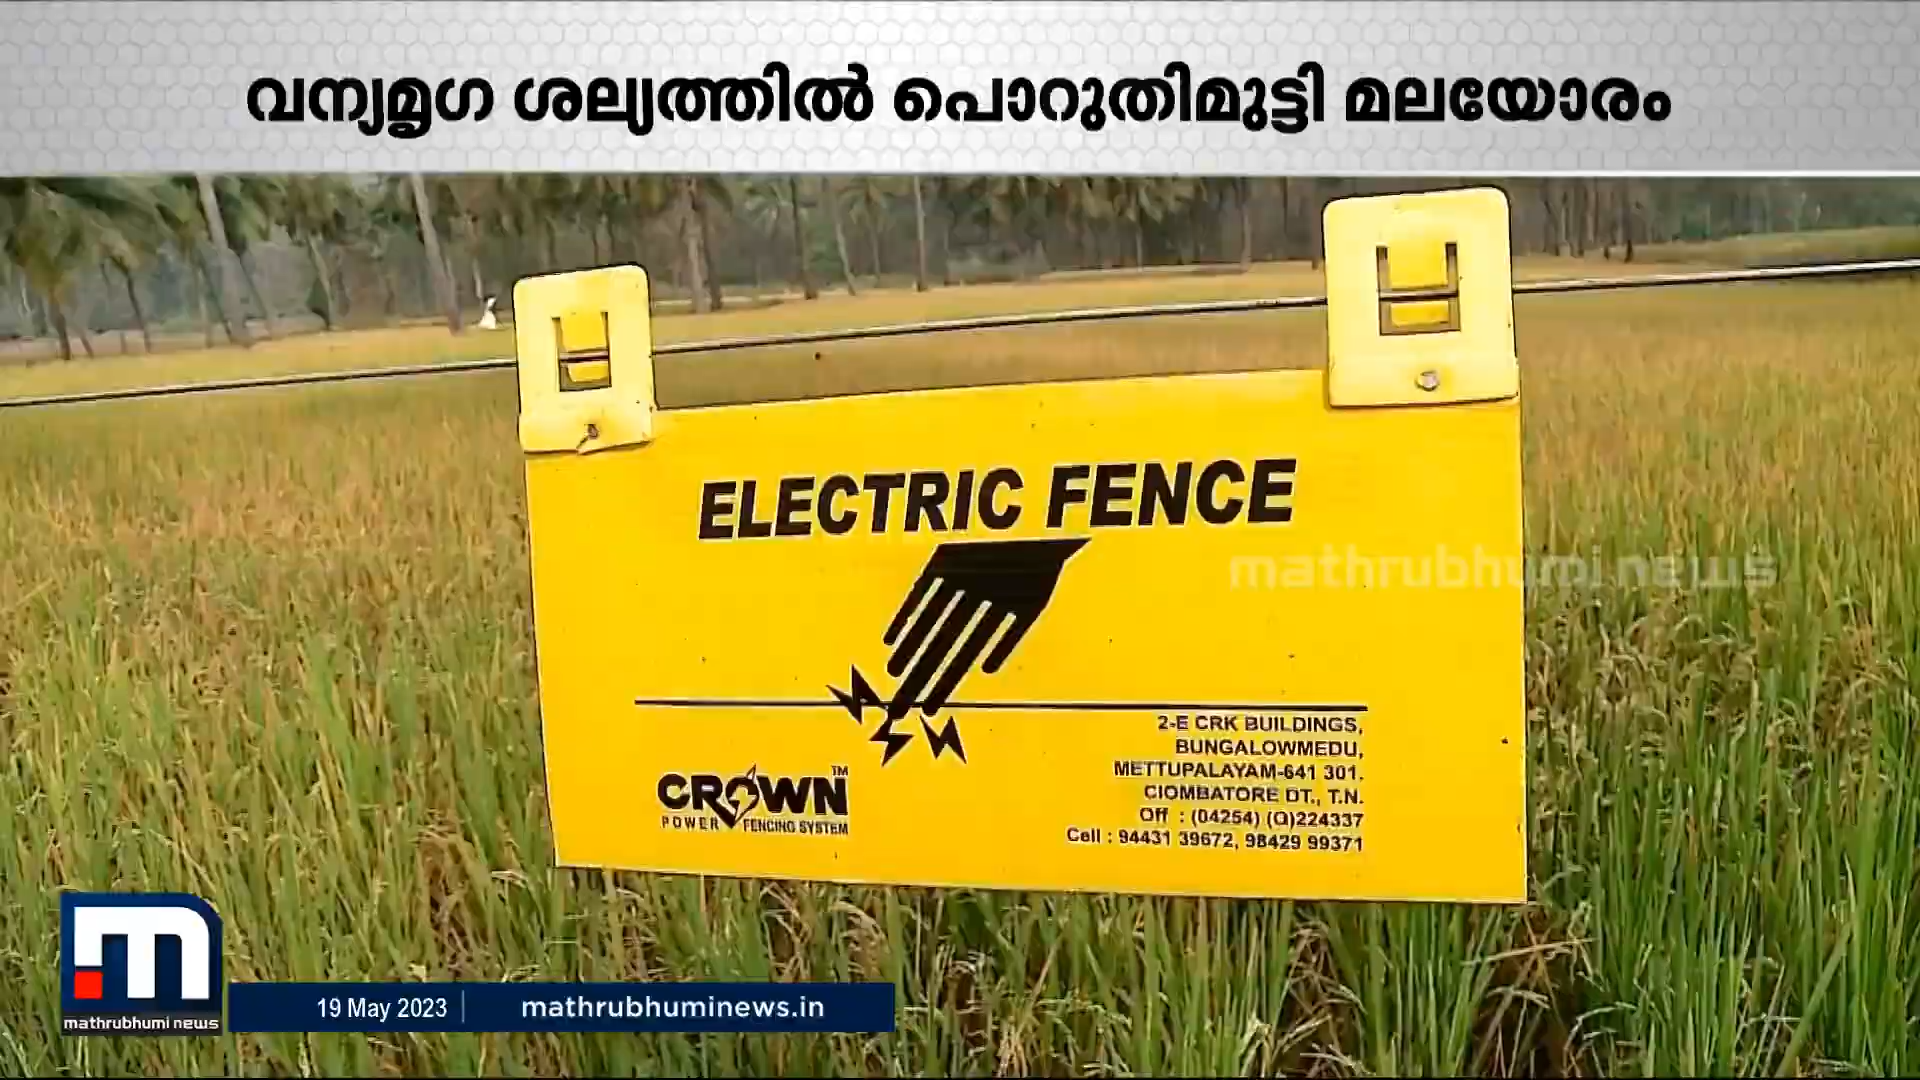 വന്യമൃഗ ശല്യത്തിൽ പൊറുതിമുട്ടി മലയോരം
ELECTRIC FENCE
mathrubhumi news
2-E CRK BUILDINGS,
BUNGALOWMEDU,
METTUPALAYAM-641 301.
CIOMBATORE DT., T.N.
Off : (04254) (O)224337
Cell : 94431 39672, 98429 99371
CROWN TM
POWER FENCING SYSTEM
mathrubhumi news
19 May 2023
mathrubhuminews.in